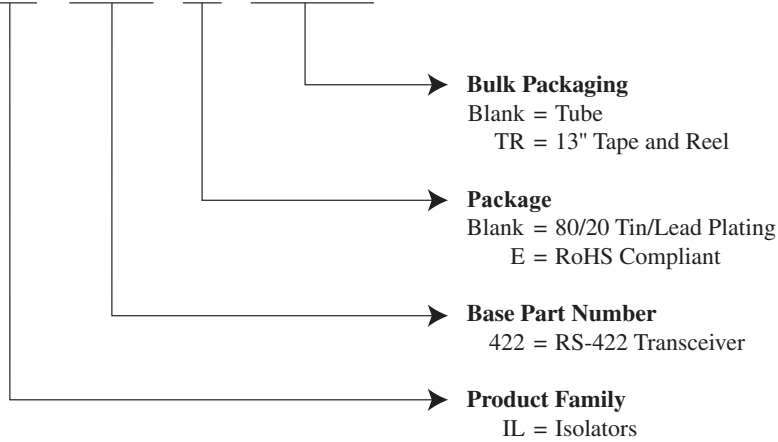 Bulk Packaging
Blank = Tube
TR = 13" Tape and Reel
Package
Blank = 80/20 Tin/Lead Plating
E = RoHS Compliant
Base Part Number
422 = RS-422 Transceiver
Product Family
IL = Isolators